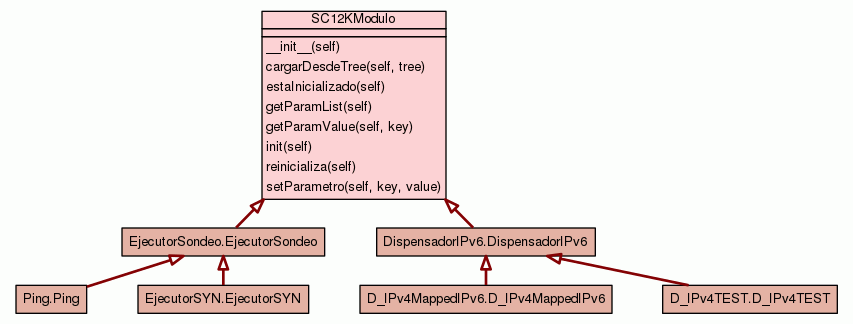 SC12KModulo
__init__(self)
cargarDesdeTree(self, tree)
estaInicializado(self)
getParamList(self)
getParamValue(self, key)
init(self)
reinicializa(self)
setParametro(self, key, value)
EjecutorSondeo.EjecutorSondeo
DispensadorIPv6.DispensadorIPv6
Ping.Ping
EjecutorSYN.EjecutorSYN
D_IPv4MappedIPv6.D_IPv4MappedIPv6
D_IPv4TEST.D_IPv4TEST